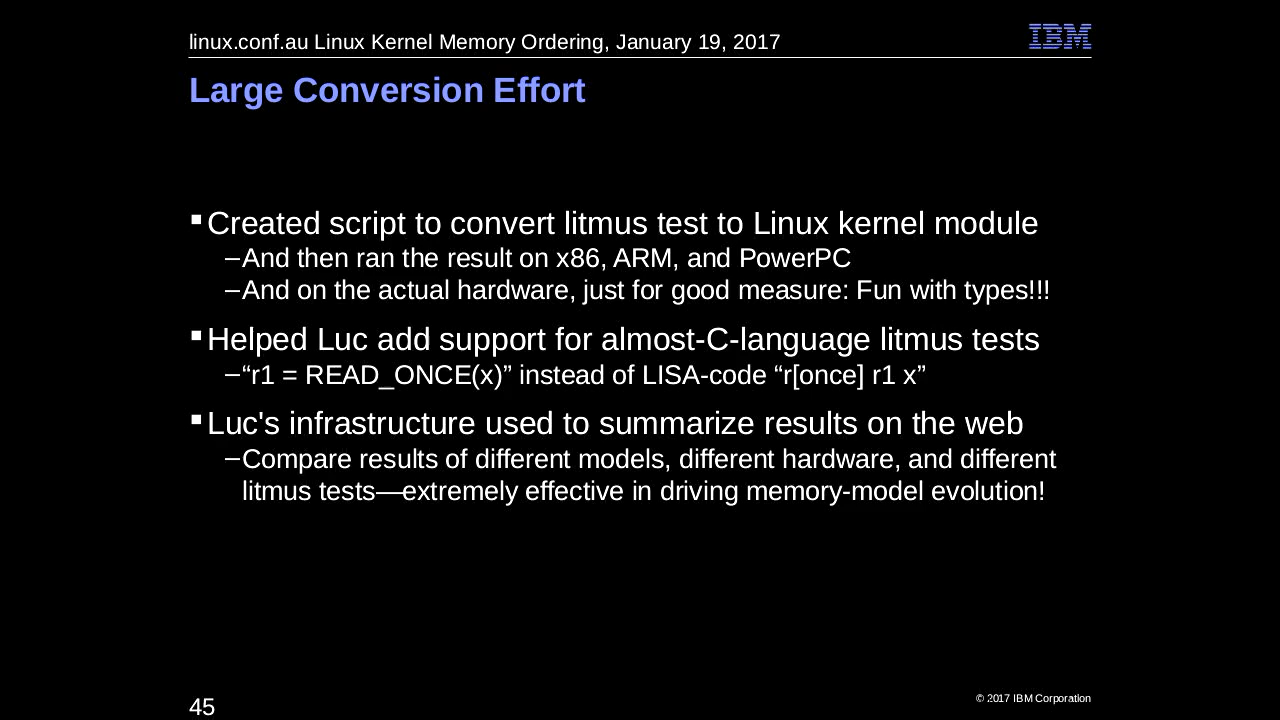 linux.conf.au Linux Kernel Memory Ordering, January 19, 2017
IBM
Large Conversion Effort
▪Created script to convert litmus test to Linux kernel module
–And then ran the result on x86, ARM, and PowerPC
–And on the actual hardware, just for good measure: Fun with types!!!
▪Helped Luc add support for almost-C-language litmus tests
–“r1 = READ_ONCE(x)” instead of LISA-code “r[once] r1 x”
▪Luc's infrastructure used to summarize results on the web
–Compare results of different models, different hardware, and different
litmus tests—extremely effective in driving memory-model evolution!
45
© 2017 IBM Corporation